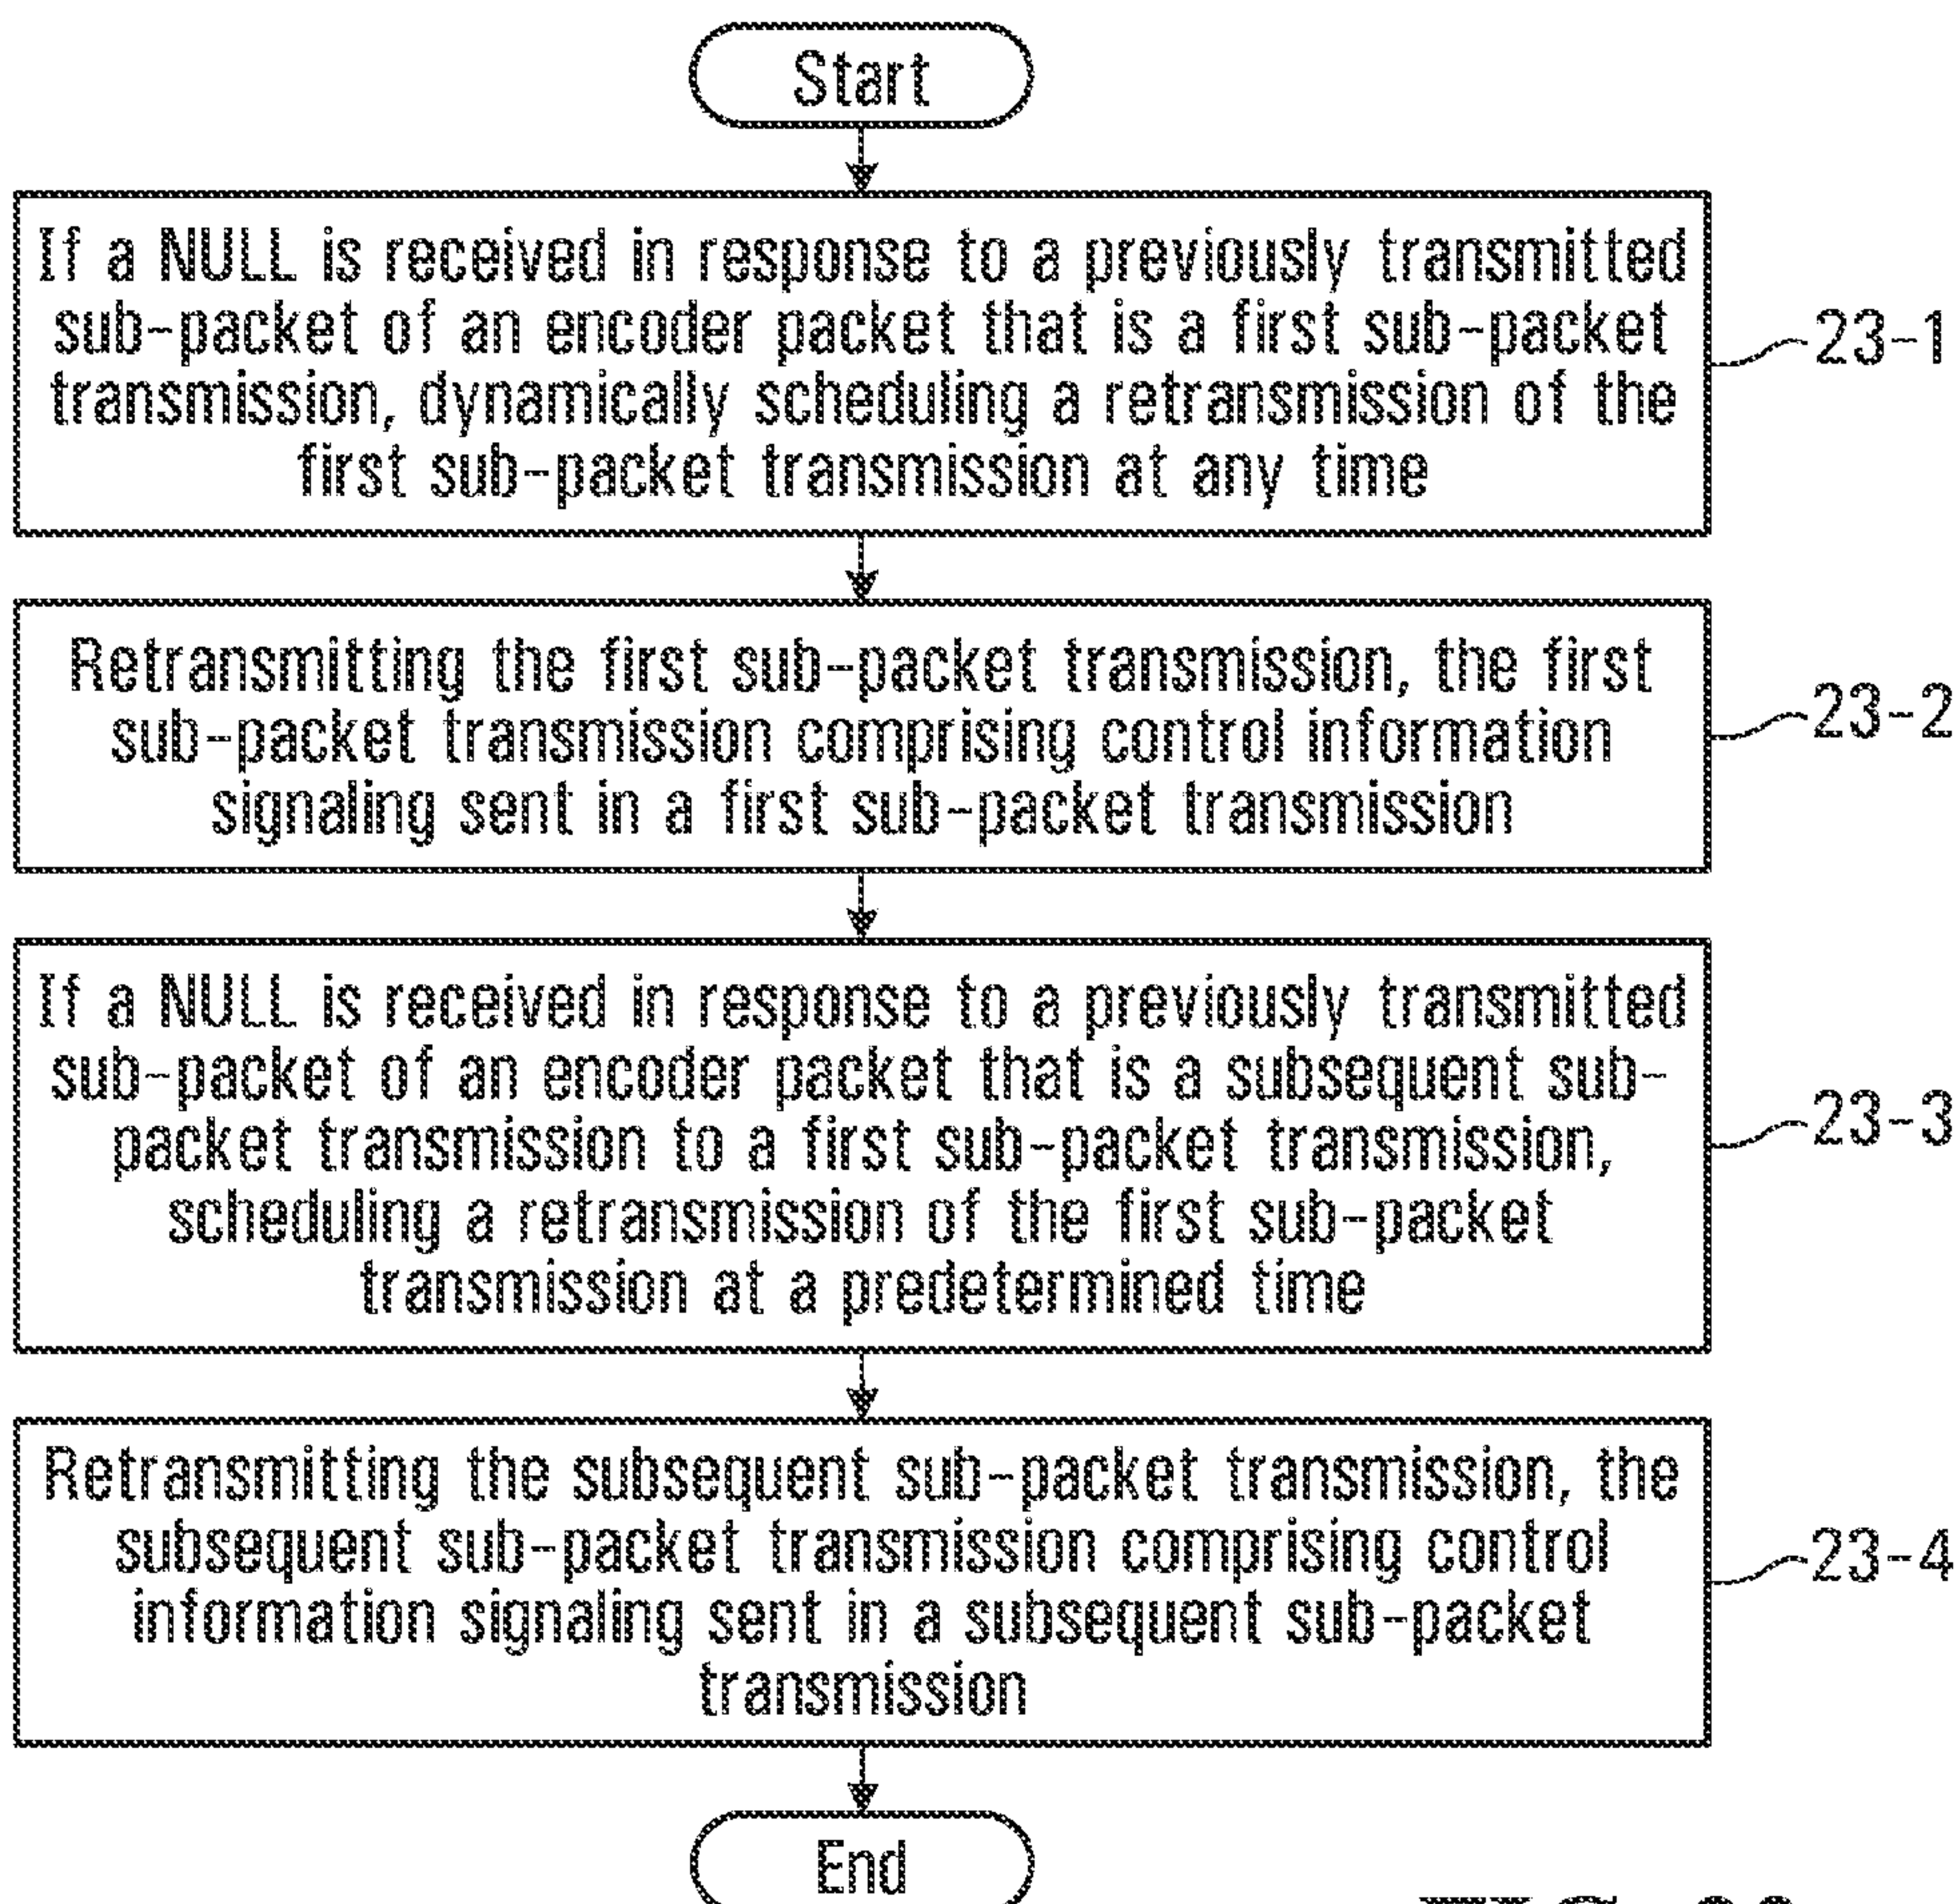 Start
If a NULL is received in response to a previously transmitted
sub-packet of an encoder packet that is a first sub-packet
transmission, dynamically scheduling a retransmission of the
first sub-packet transmission at any time
23-1
Retransmitting the first sub-packet transmission, the first
sub-packet transmission comprising control information
signaling sent in a first sub-packet transmission
23-2
If a NULL is received in response to a previously transmitted
sub-packet of an encoder packet that is a subsequent sub-
packet transmission to a first sub-packet transmission,
scheduling a retransmission of the first sub-packet
transmission at a predetermined time
23-3
Retransmitting the subsequent sub-packet transmission, the
subsequent sub-packet transmission comprising control
information signaling sent in a subsequent sub-packet
transmission
23-4
End